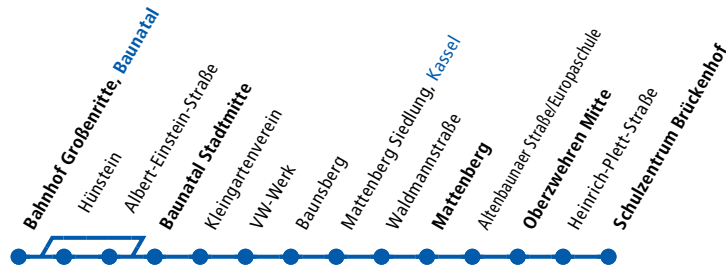 Bahnhof Großenritte, Baunatal
Hünstein
Albert-Einstein-Straße
Baunatal Stadtmitte
Kleingartenverein
VW-Werk
Baunsberg
Mattenberg Siedlung, Kassel
Waldmannstraße
Mattenberg
Altenbaunaer Straße/Europaschule
Oberzwehren Mitte
Heinrich-Plett-Straße
Schulzentrum Brückenhof